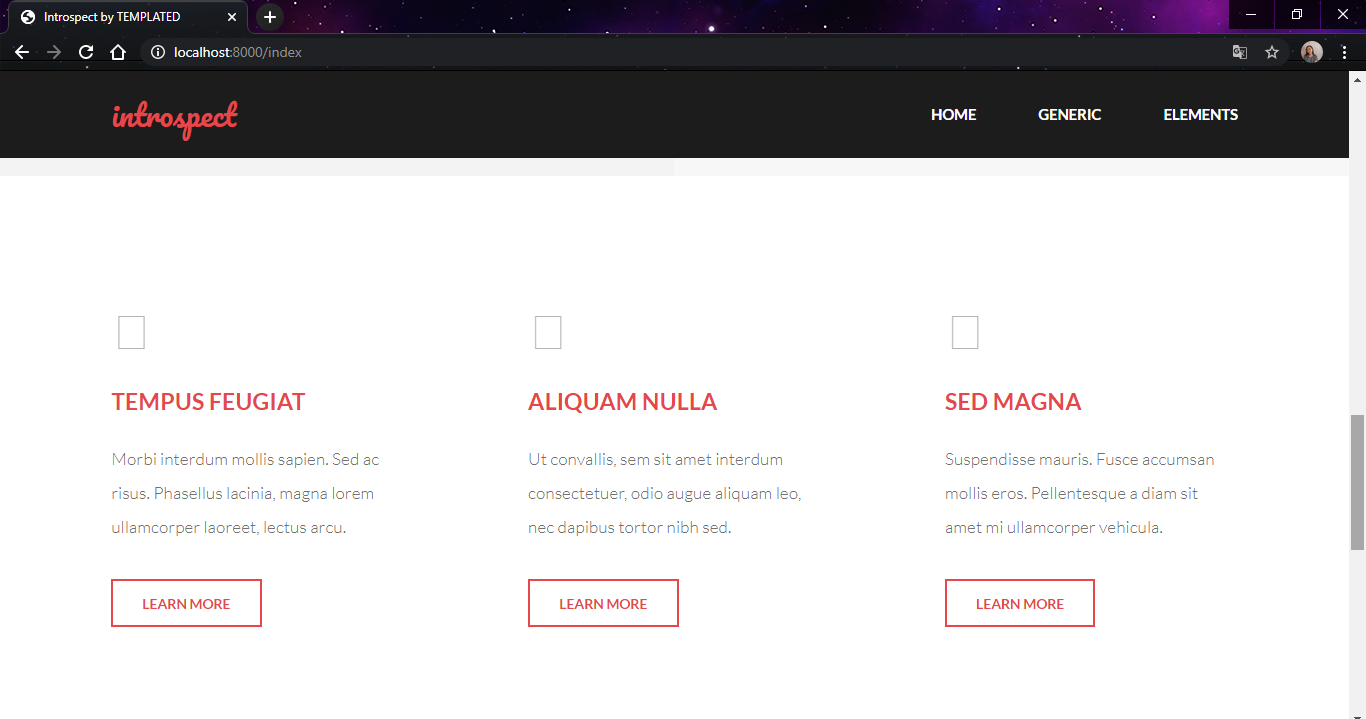 Introspect by TEMPLATED
localhost:8000/index
introspect
HOME GENERIC ELEMENTS
TEMPUS FEUGIAT
Morbi interdum mollis sapien. Sed ac
risus. Phasellus lacinia, magna lorem
ullamcorper laoreet, lectus arcu.
LEARN MORE
ALIQUAM NULLA
Ut convallis, sem sit amet interdum
consectetuer, odio augue aliquam leo,
nec dapibus tortor nibh sed.
LEARN MORE
SED MAGNA
Suspendisse mauris. Fusce accumsan
mollis eros. Pellentesque a diam sit
amet mi ullamcorper vehicula.
LEARN MORE